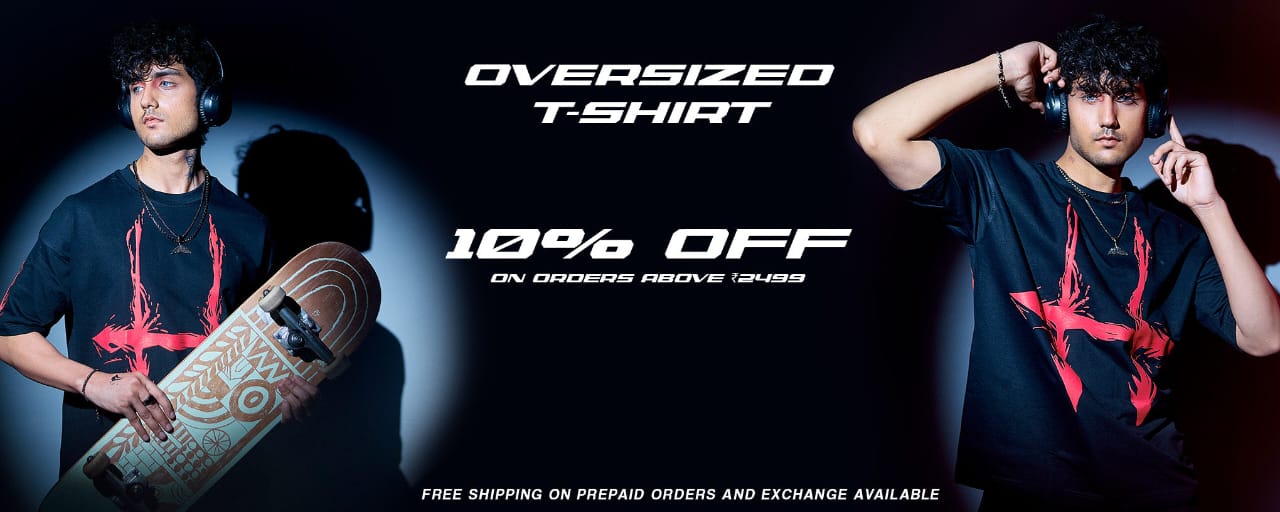 OVERSIZED
T-SHIRT
10% OFF
ON ORDERS ABOVE ₹2499
FREE SHIPPING ON PREPAID ORDERS AND EXCHANGE AVAILABLE